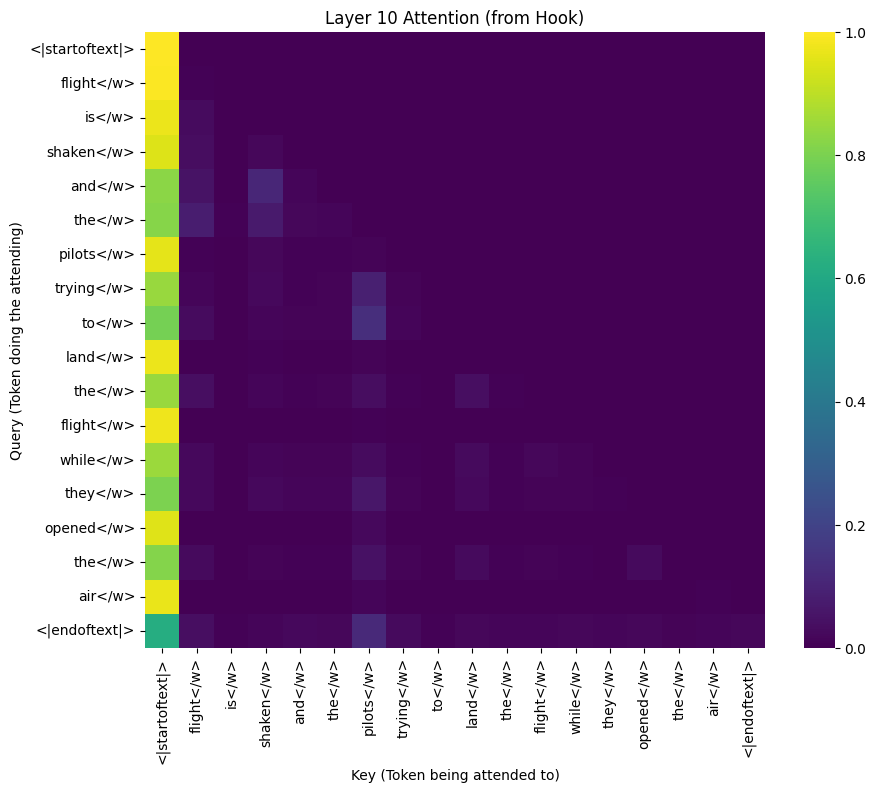 Layer 10 Attention (from Hook)
Query (Token doing the attending)
<|startoftext|>
flight</w>
is</w>
shaken</w>
and</w>
the</w>
pilots</w>
trying</w>
to</w>
land</w>
the</w>
flight</w>
while</w>
they</w>
opened</w>
the</w>
air</w>
<|endoftext|>
<|startoftext|>
flight</w>
is</w>
shaken</w>
and</w>
the</w>
pilots</w>
trying</w>
to</w>
land</w>
the</w>
flight</w>
while</w>
they</w>
opened</w>
the</w>
air</w>
<|endoftext|>
Key (Token being attended to)
1.0
0.8
0.6
0.4
0.2
0.0